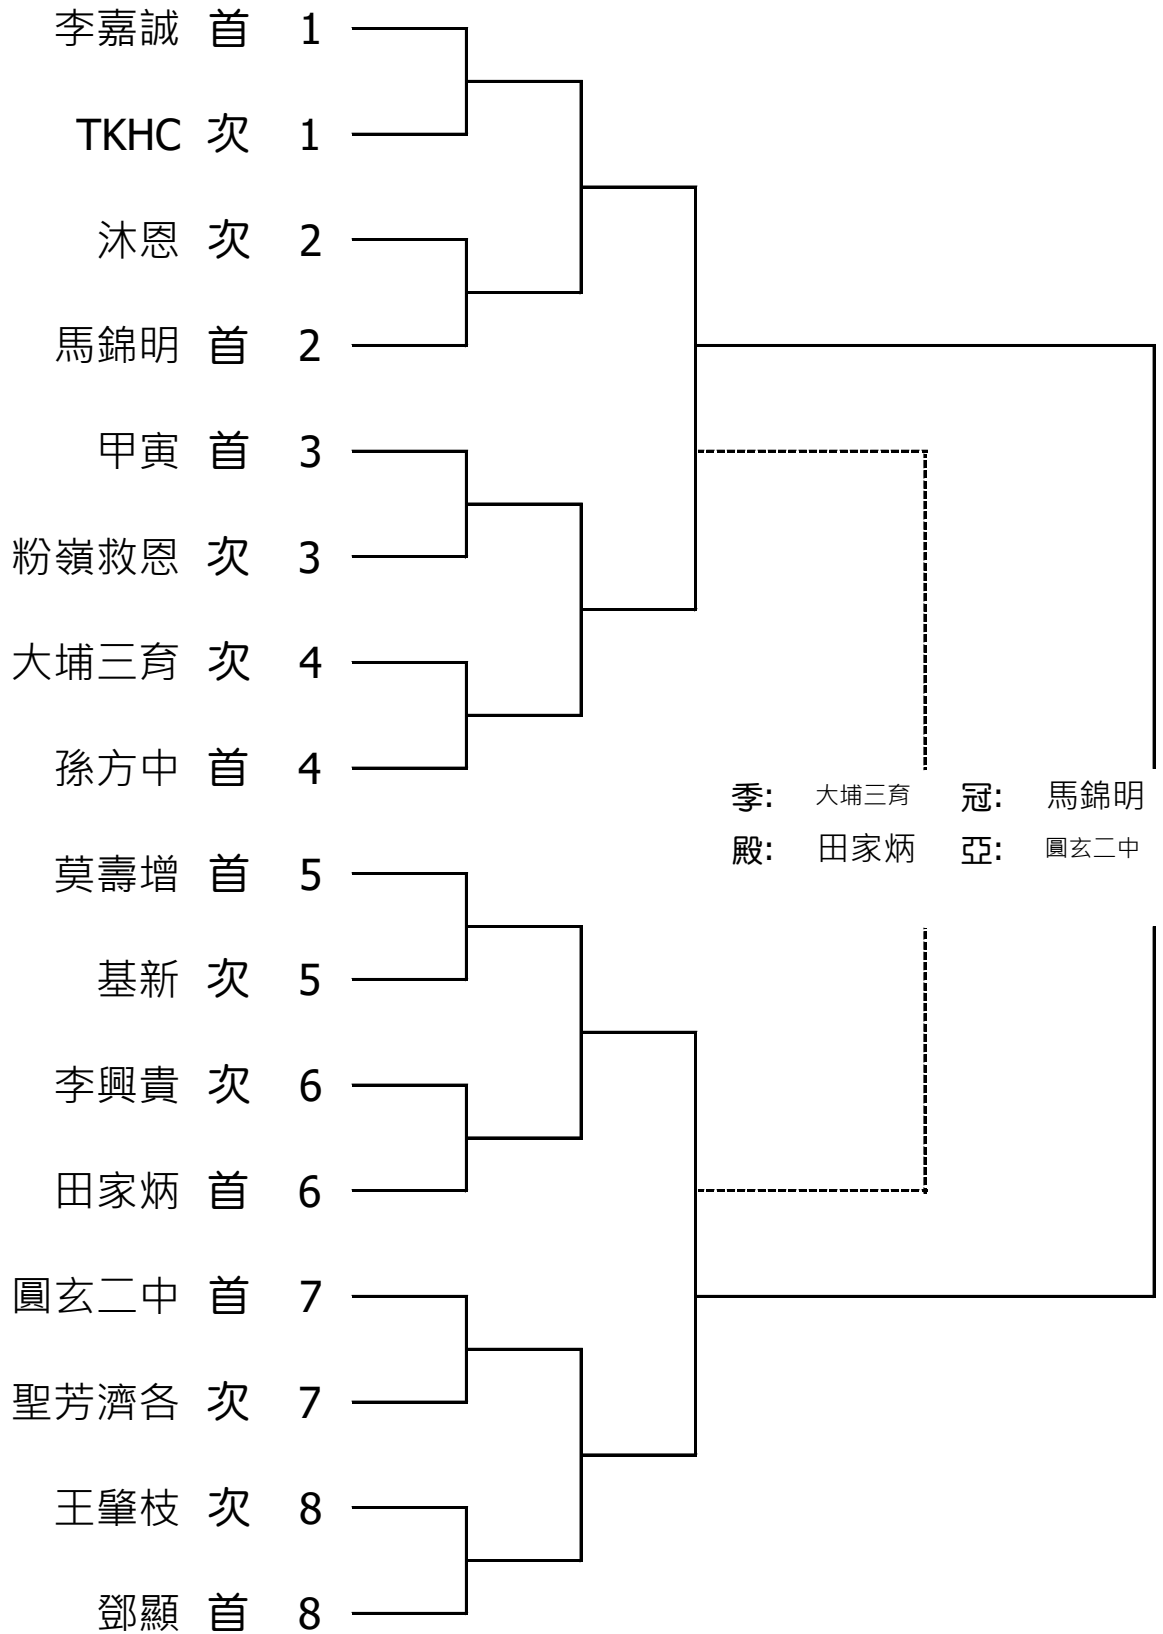 李嘉誠 首 1
TKHC 次 1
沐恩 次 2
馬錦明 首 2
甲寅 首 3
粉嶺救恩 次 3
大埔三育 次 4
孫方中 首 4
季: 大埔三育 冠: 馬錦明
殿: 田家炳 亞: 圓玄二中
莫壽增 首 5
基新 次 5
李興貴 次 6
田家炳 首 6
圓玄二中 首 7
聖芳濟各 次 7
王肇枝 次 8
鄧顯 首 8